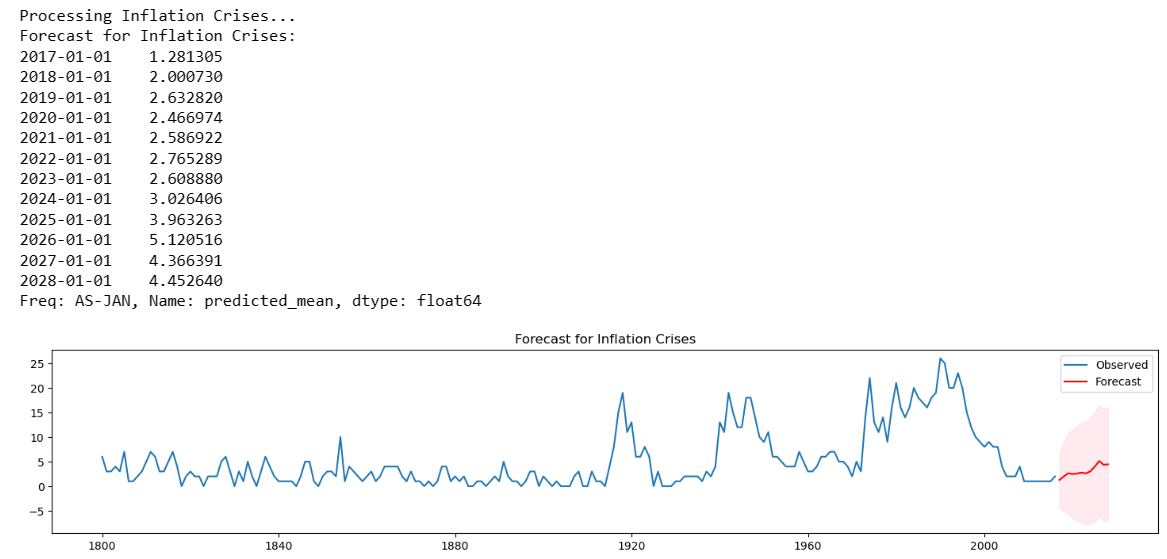 Processing Inflation Crises...
Forecast for Inflation Crises:
2017-01-01    1.281305
2018-01-01    2.000730
2019-01-01    2.632820
2020-01-01    2.466974
2021-01-01    2.586922
2022-01-01    2.765289
2023-01-01    2.608880
2024-01-01    3.026406
2025-01-01    3.963263
2026-01-01    5.120516
2027-01-01    4.366391
2028-01-01    4.452640
Freq: AS-JAN, Name: predicted_mean, dtype: float64
Forecast for Inflation Crises
Observed
Forecast
25
20
15
10
5
0
−5
1800 1840 1880 1920 1960 2000